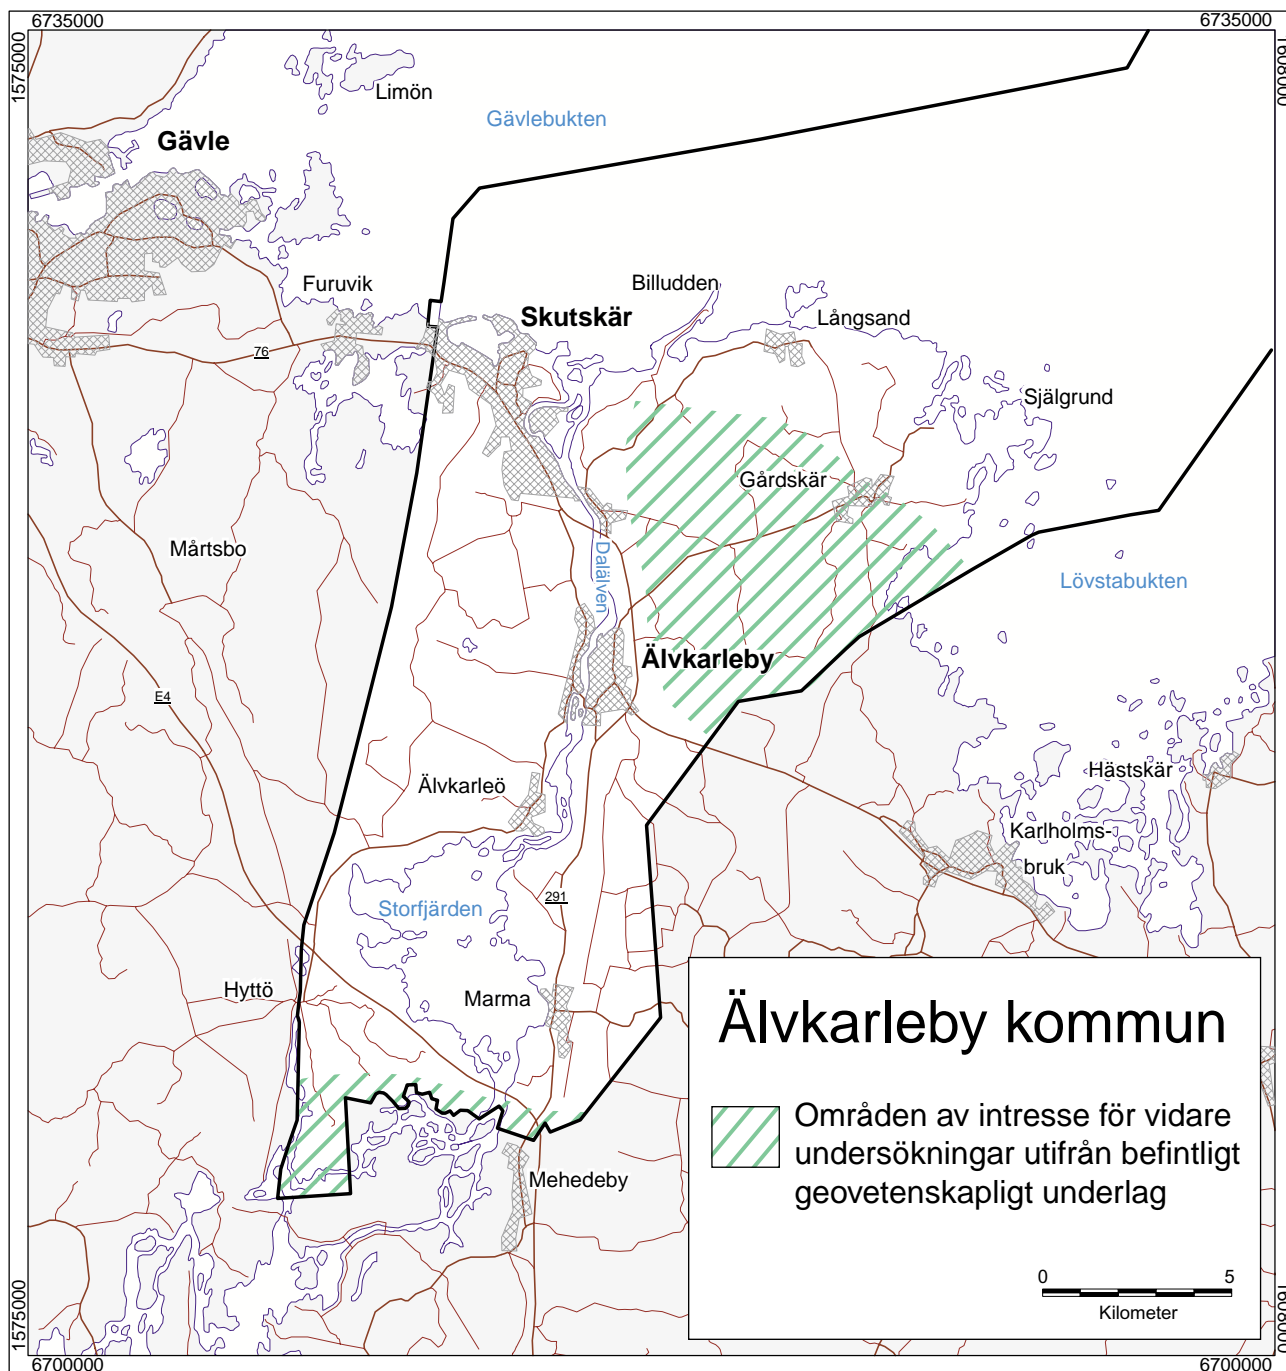 6735000
6735000
1575000
1608000
Limön
Gävlebukten
Gävle
Furuvik
Billudden
Skutskär
Långsand
76
Själgrund
Gårdskär
Mårtsbo
Dalälven
Lövstabukten
Älvkarleby
E4
Hästskär
Älvkarleö
Karlholms-
bruk
291
Storfjärden
Hyttö
Marma
Älvkarleby kommun
Områden av intresse för vidare
undersökningar utifrån befintligt
geovetenskapligt underlag
Mehedeby
0 5
Kilometer
1575000
1608000
6700000
6700000